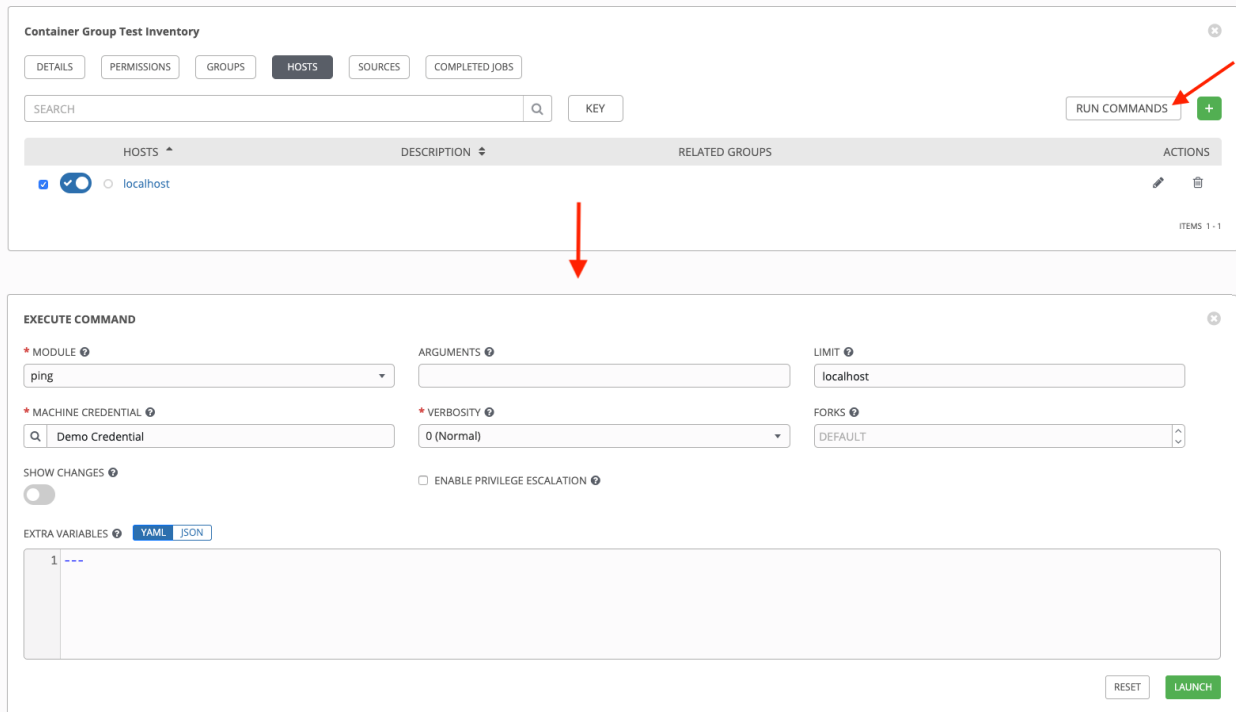 Container Group Test Inventory
DETAILS PERMISSIONS GROUPS HOSTS SOURCES COMPLETED JOBS
SEARCH KEY RUN COMMANDS +
HOSTS DESCRIPTION RELATED GROUPS ACTIONS
localhost
ITEMS 1 - 1
EXECUTE COMMAND
* MODULE ? ARGUMENTS ? LIMIT ?
ping localhost
* MACHINE CREDENTIAL ? * VERBOSITY ? FORKS ?
Demo Credential 0 (Normal) DEFAULT
SHOW CHANGES ? ENABLE PRIVILEGE ESCALATION ?
EXTRA VARIABLES ? YAML JSON
1 ---
RESET LAUNCH